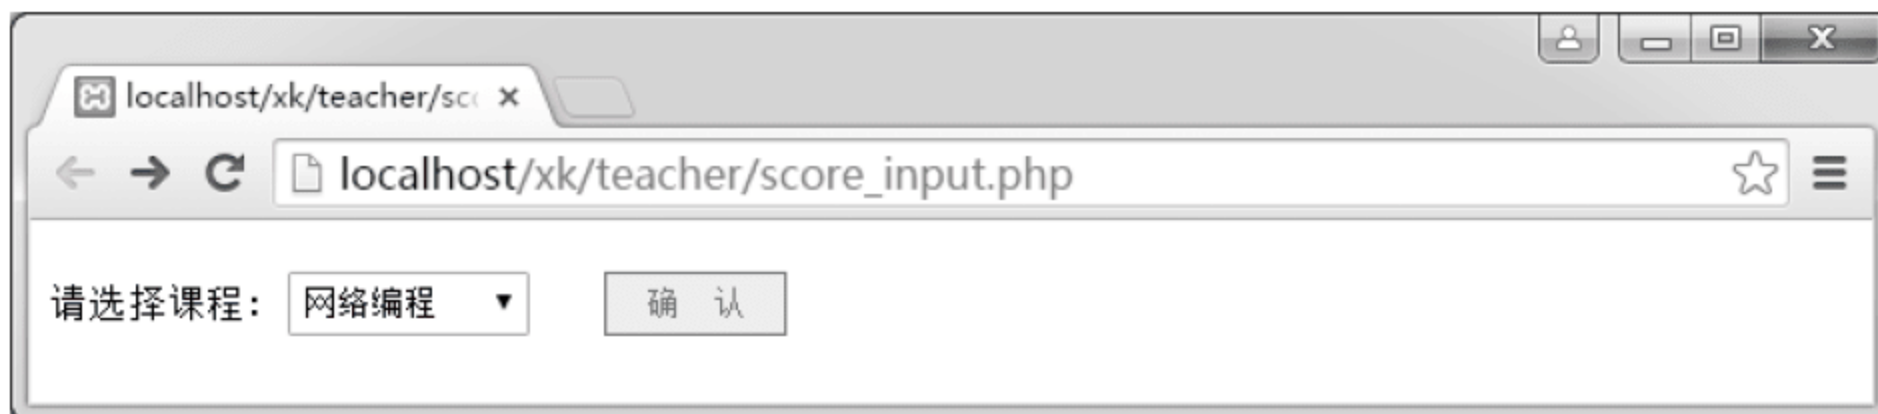 localhost/xk/teacher/sc
localhost/xk/teacher/score_input.php
请选择课程： 网络编程 确 认